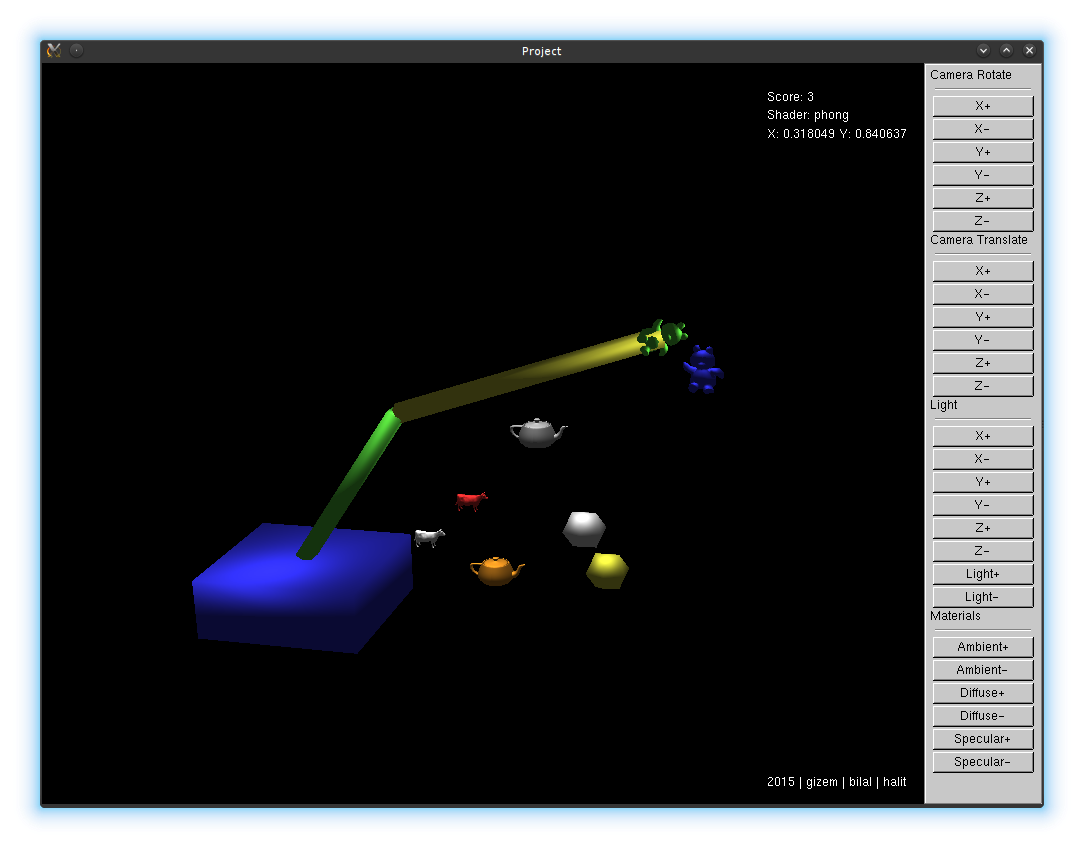 Project
Score: 3
Shader: phong
X: 0.318049 Y: 0.840637
2015 | gizem | bilal | halit
Camera Rotate
X+
X-
Y+
Y-
Z+
Z-
Camera Translate
X+
X-
Y+
Y-
Z+
Z-
Light
X+
X-
Y+
Y-
Z+
Z-
Light+
Light-
Materials
Ambient+
Ambient-
Diffuse+
Diffuse-
Specular+
Specular-